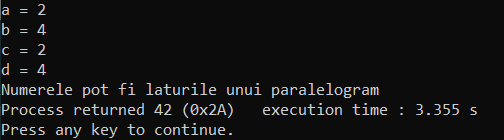 a = 2
b = 4
c = 2
d = 4
Numerele pot fi laturile unui paralelogram
Process returned 42 (0x2A)   execution time : 3.355 s
Press any key to continue.